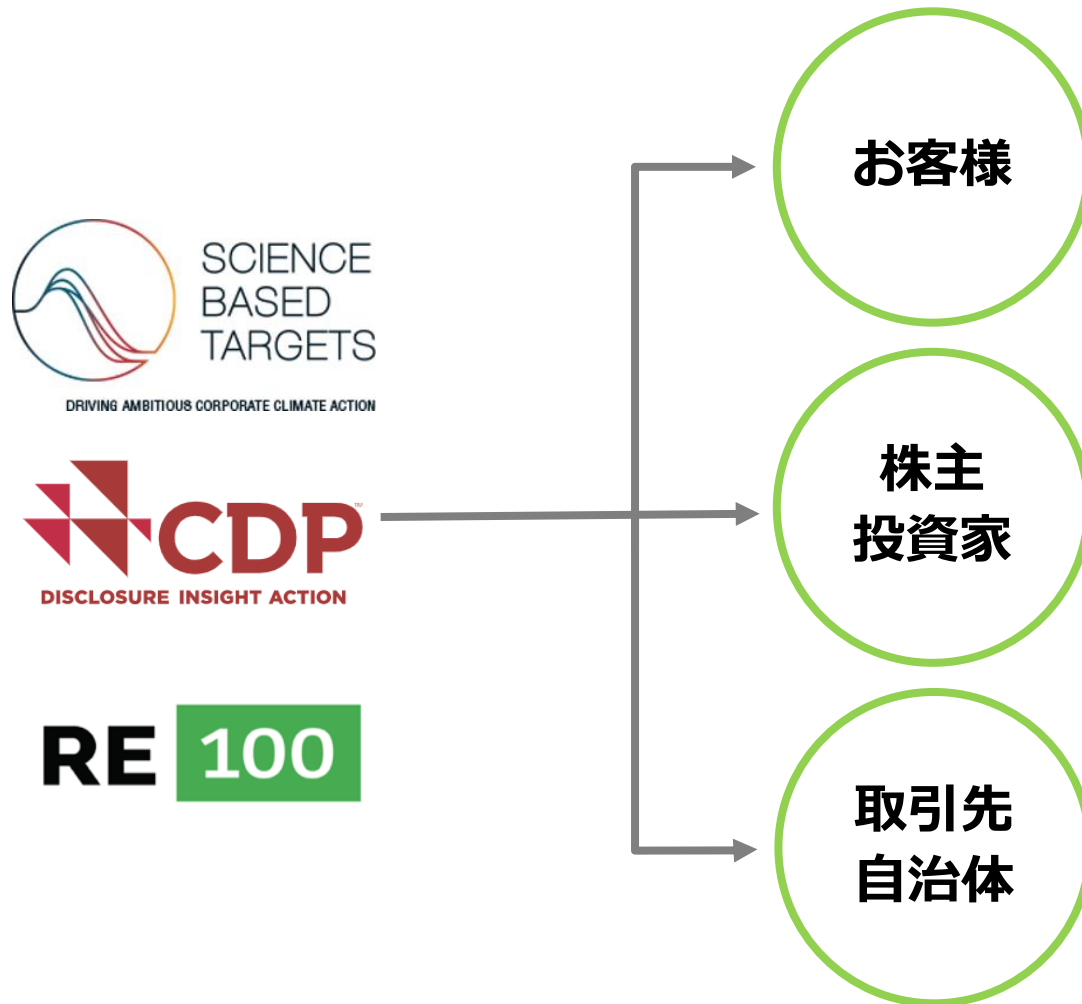 SCIENCE
BASED
TARGETS
DRIVING AMBITIOUS CORPORATE CLIMATE ACTION
CDP™
DISCLOSURE INSIGHT ACTION
RE 100
お客様
株主
投資家
取引先
自治体